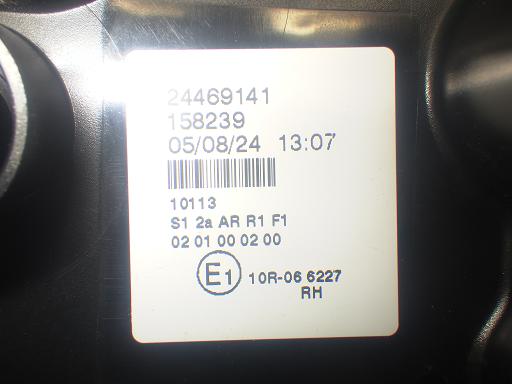 24469141
158239
05/08/24 13:07
10113
S1 2a AR R1 F1
02 01 00 02 00
E1 10R-06 6227
RH